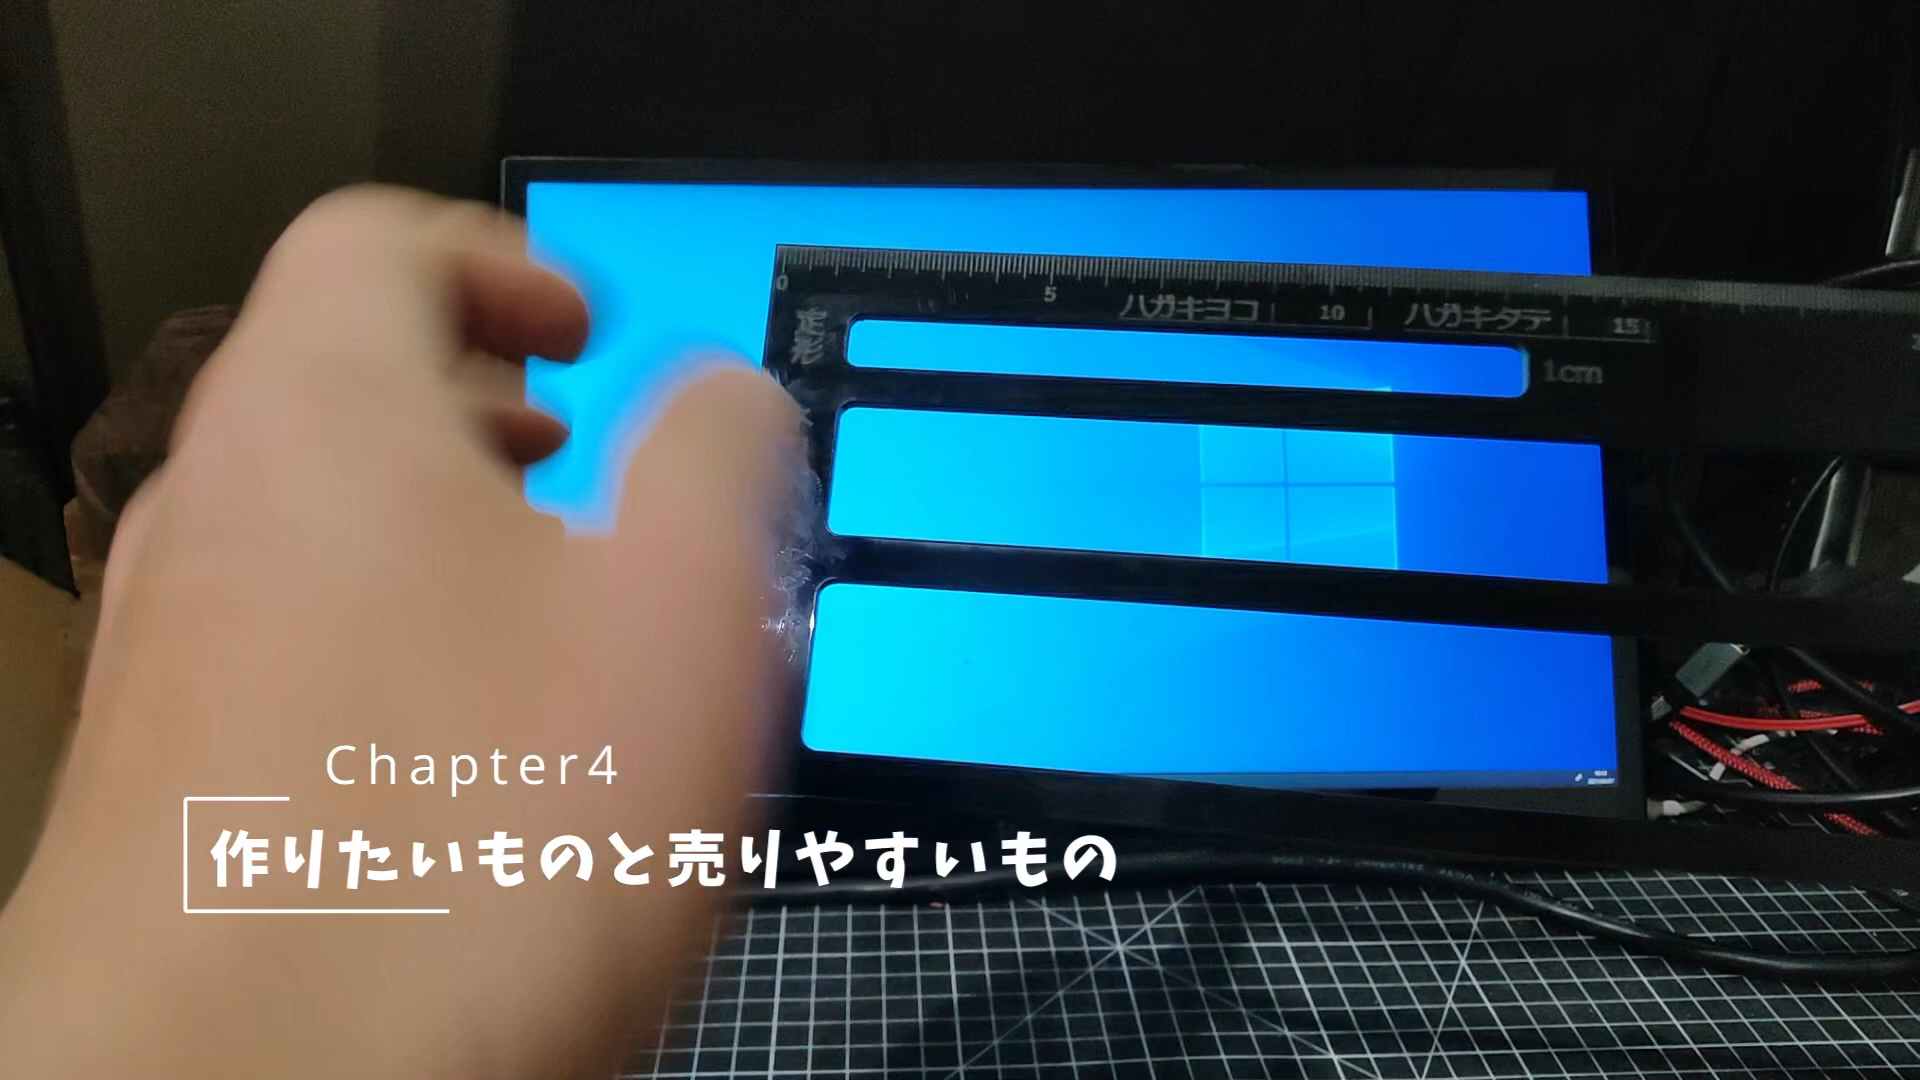 0 5 ハガキヨコ 10 ハガキタテ 15
1cm
Chapter4
作りたいものと売りやすいもの